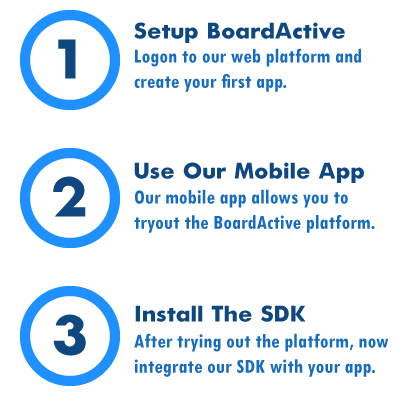 1
Setup BoardActive
Logon to our web platform and
create your first app.
2
Use Our Mobile App
Our mobile app allows you to
tryout the BoardActive platform.
3
Install The SDK
After trying out the platform, now
integrate our SDK with your app.